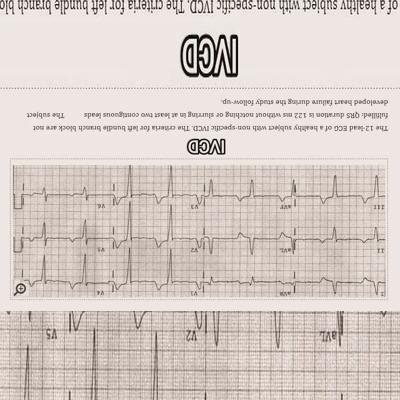 aVL V2 V5
I aVR V1 V4
II aVL V2 V5
III aVF V3 V6
IVCD
The 12-lead ECG of a healthy subject with non-specific IVCD. The criteria for left bundle branch block are not
fulfilled: QRS duration is 122 ms without notching or slurring in at least two contiguous leads The subject
developed heart failure during the study follow-up.
IVCD
of a healthy subject with non-specific IVCD. The criteria for left bundle branch blo